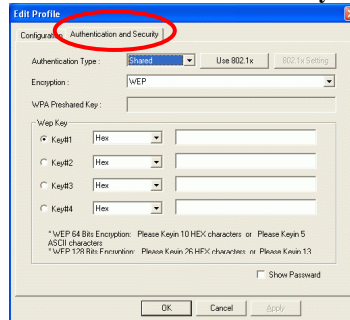 Edit Profile
Configuration Authentication and Security
Authentication Type : Shared Use 802.1x 802.1x Setting
Encryption : WEP
WPA Preshared Key :
Wep Key
Key#1 Hex
Key#2 Hex
Key#3 Hex
Key#4 Hex
* WEP 64 Bits Encryption: Please Keyin 10 HEX characters or Please Keyin 5
ASCII characters
* WEP 128 Bits Encryption: Please Keyin 26 HEX characters or Please Keyin 13
Show Passward
OK Cancel Apply